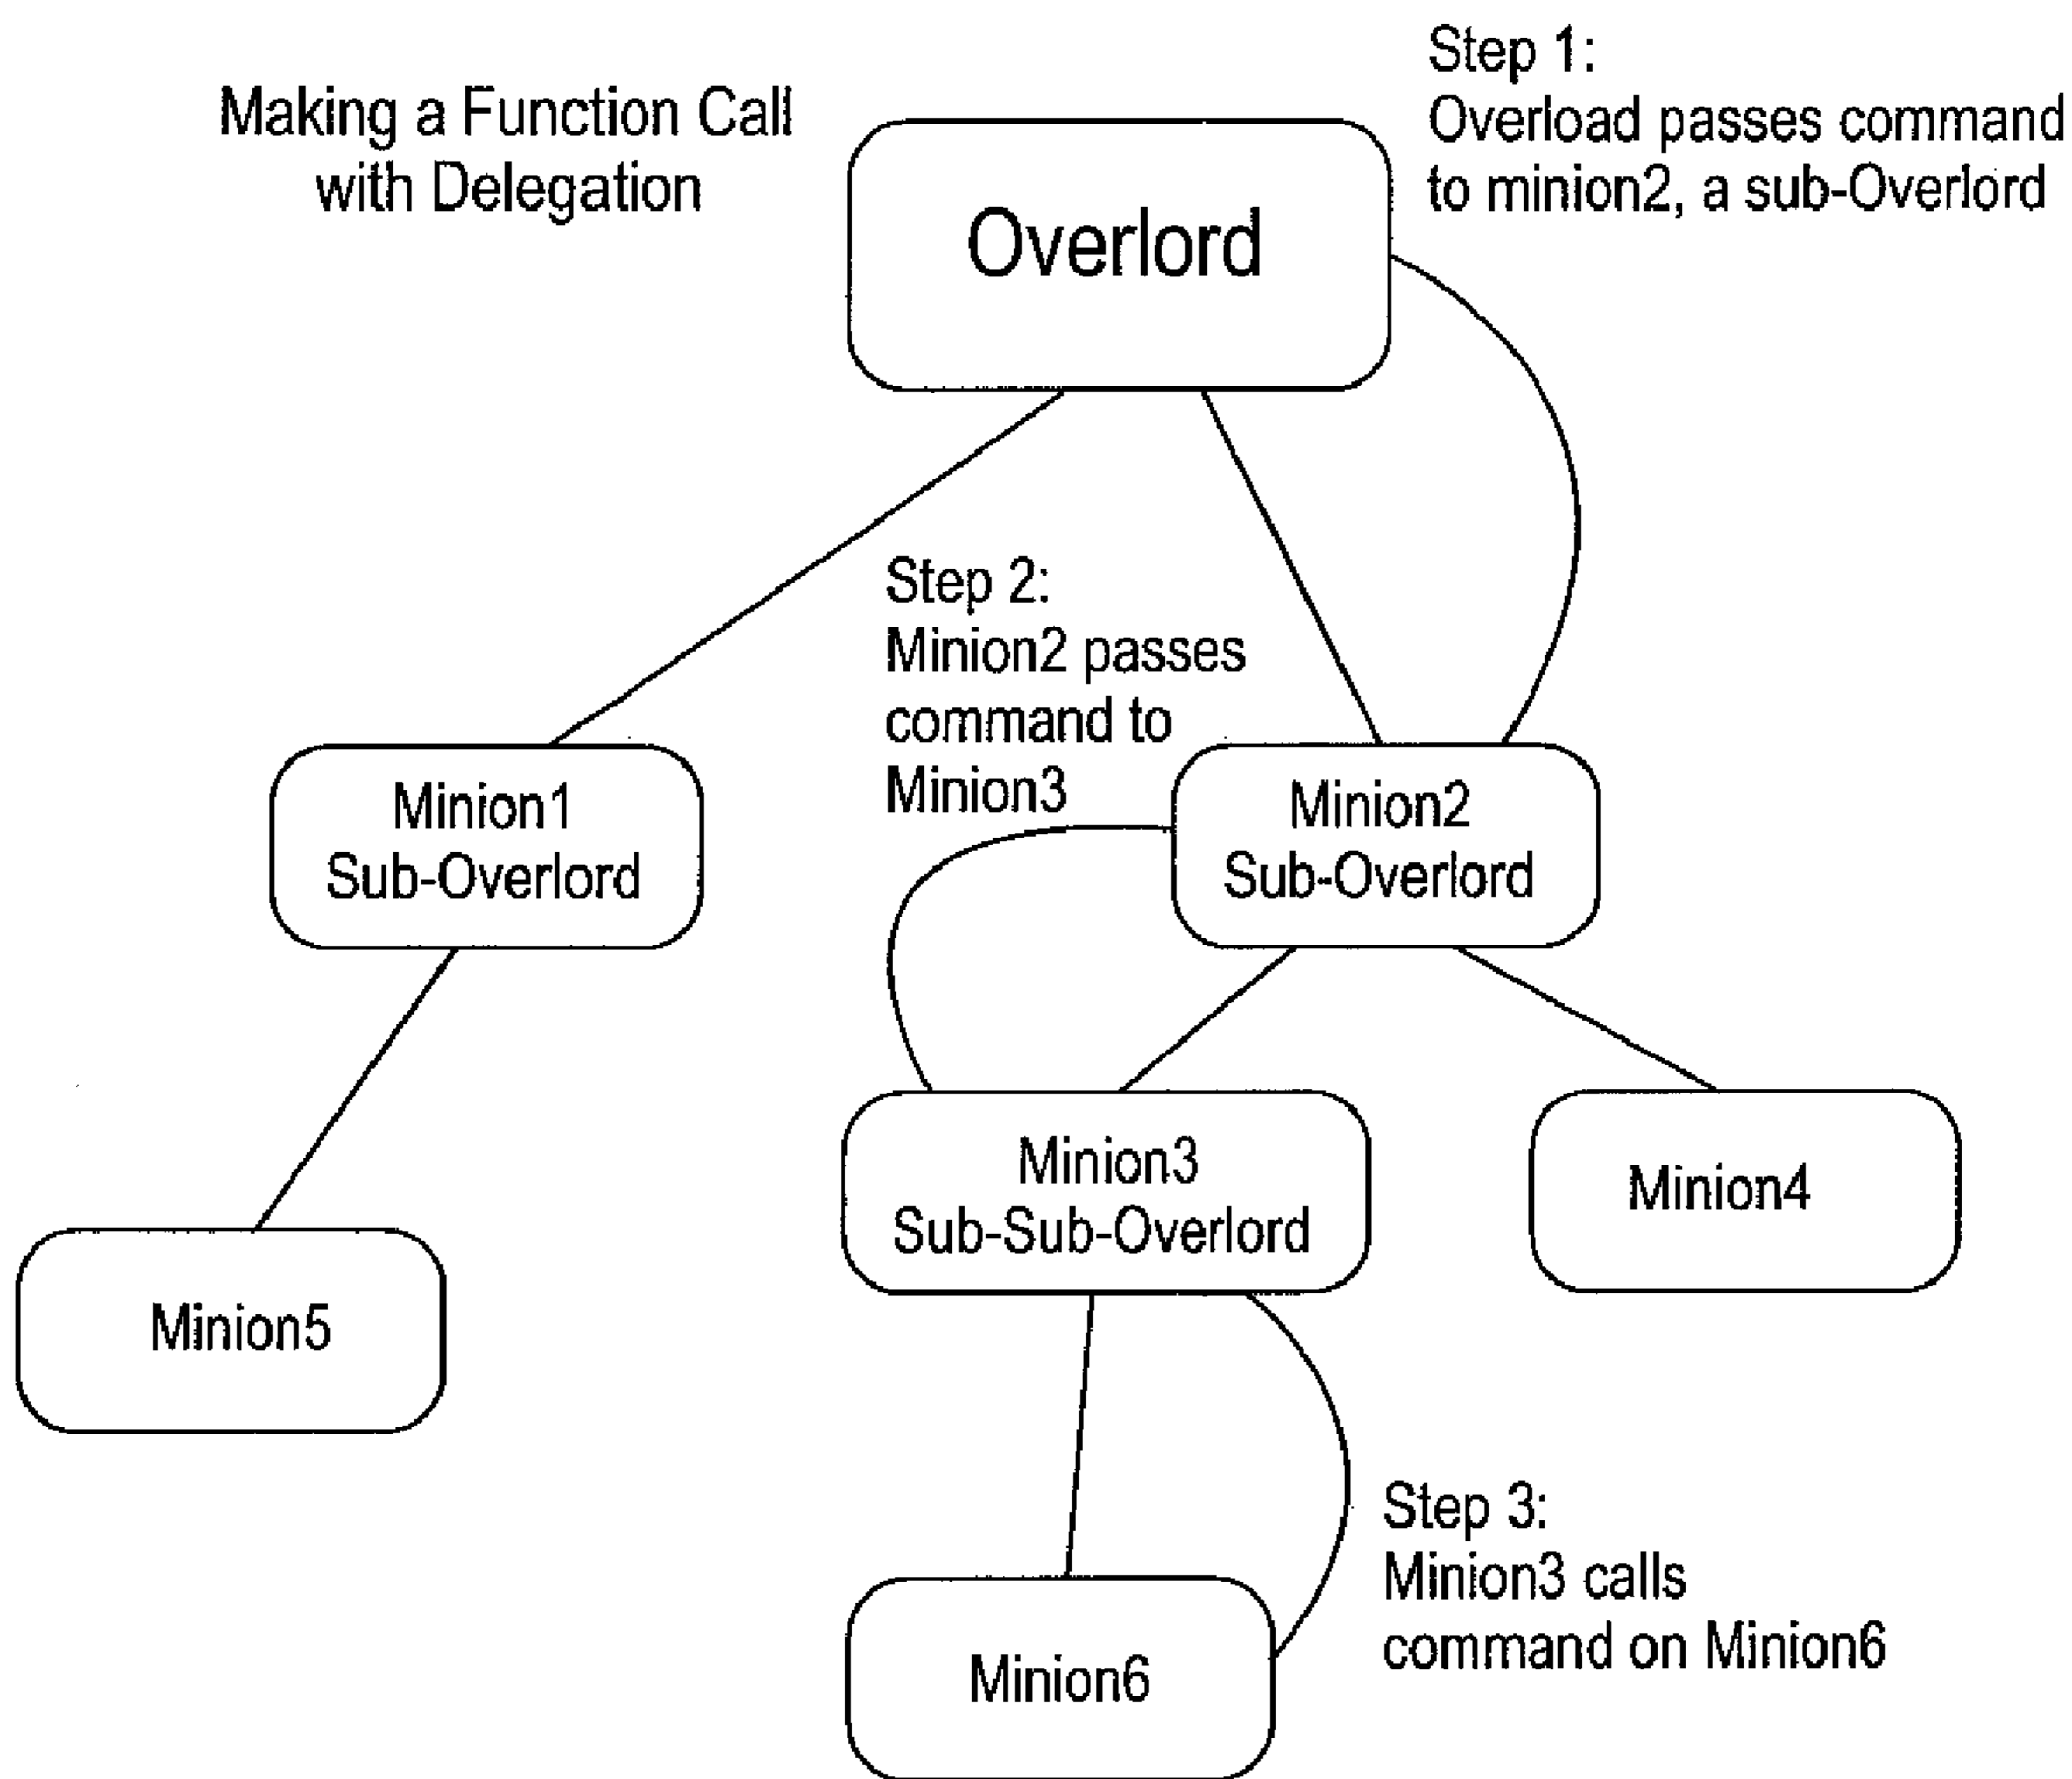 Making a Function Call
with Delegation
Step 1:
Overload passes command
to minion2, a sub-Overlord
Overlord
Step 2:
Minion2 passes
command to
Minion3
Minion1
Sub-Overlord
Minion2
Sub-Overlord
Minion3
Sub-Sub-Overlord
Minion4
Minion5
Step 3:
Minion3 calls
command on Minion6
Minion6